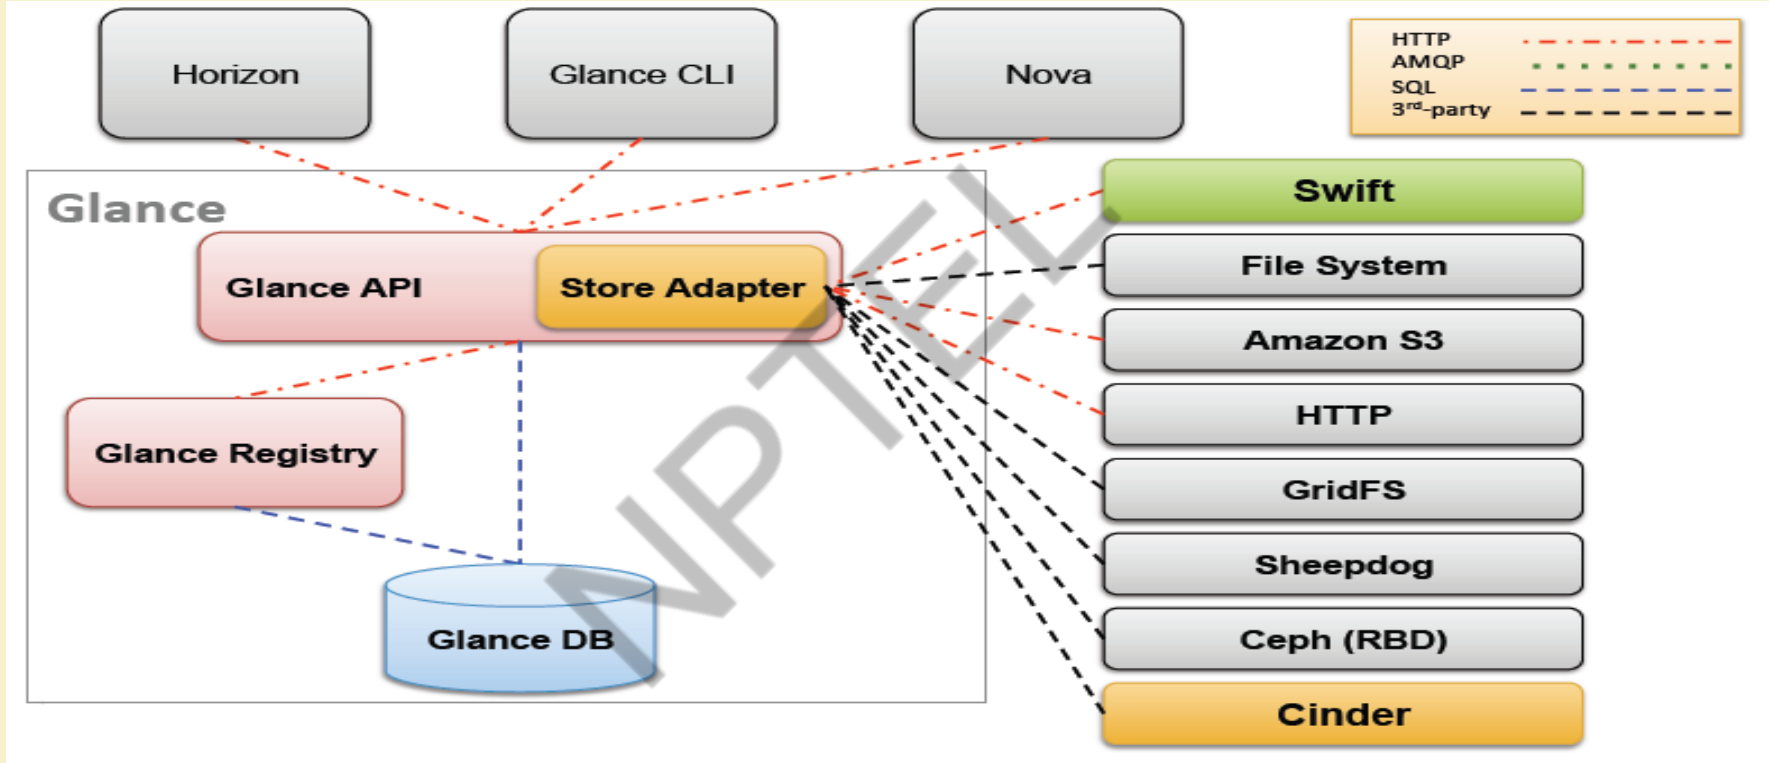 Horizon
Glance CLI
Nova
HTTP
AMQP
SQL
3rd-party
Glance
Glance API
Store Adapter
Glance Registry
Glance DB
Swift
File System
Amazon S3
HTTP
GridFS
Sheepdog
Ceph (RBD)
Cinder
NPTEL